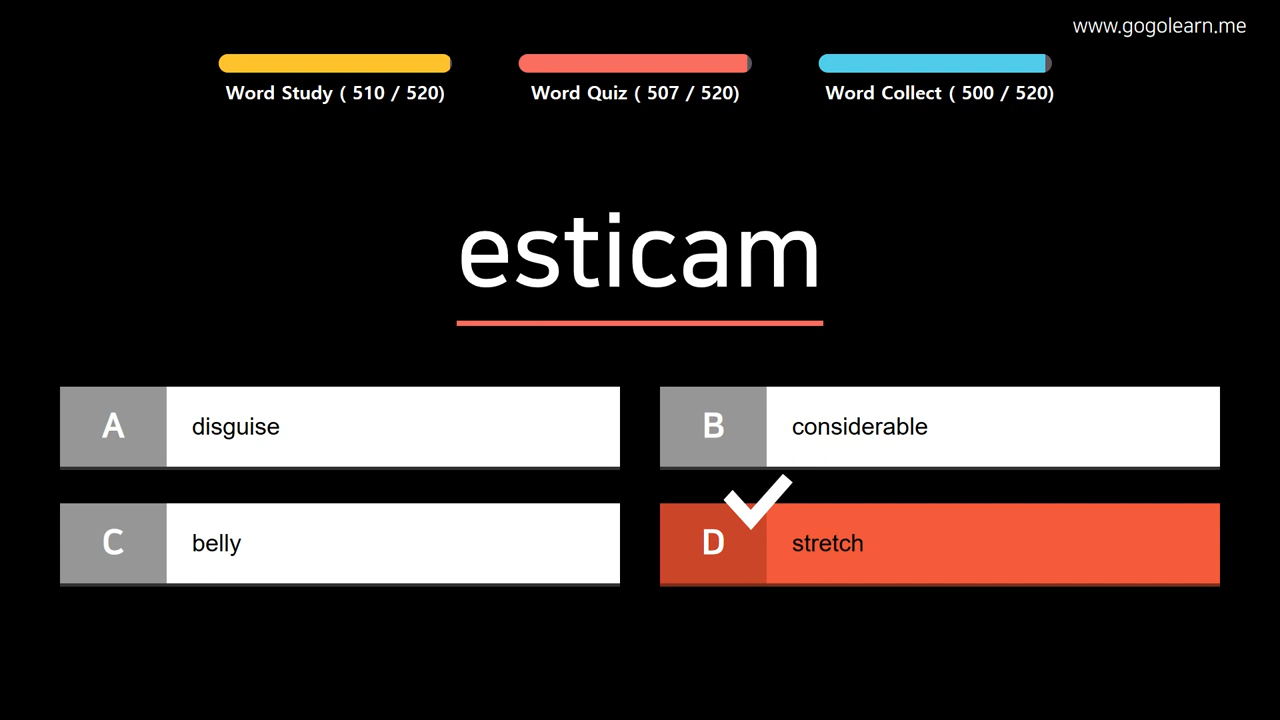 www.gogolearn.me
Word Study ( 510 / 520)
Word Quiz ( 507 / 520)
Word Collect ( 500 / 520)
esticam
A disguise
B considerable
C belly
D stretch